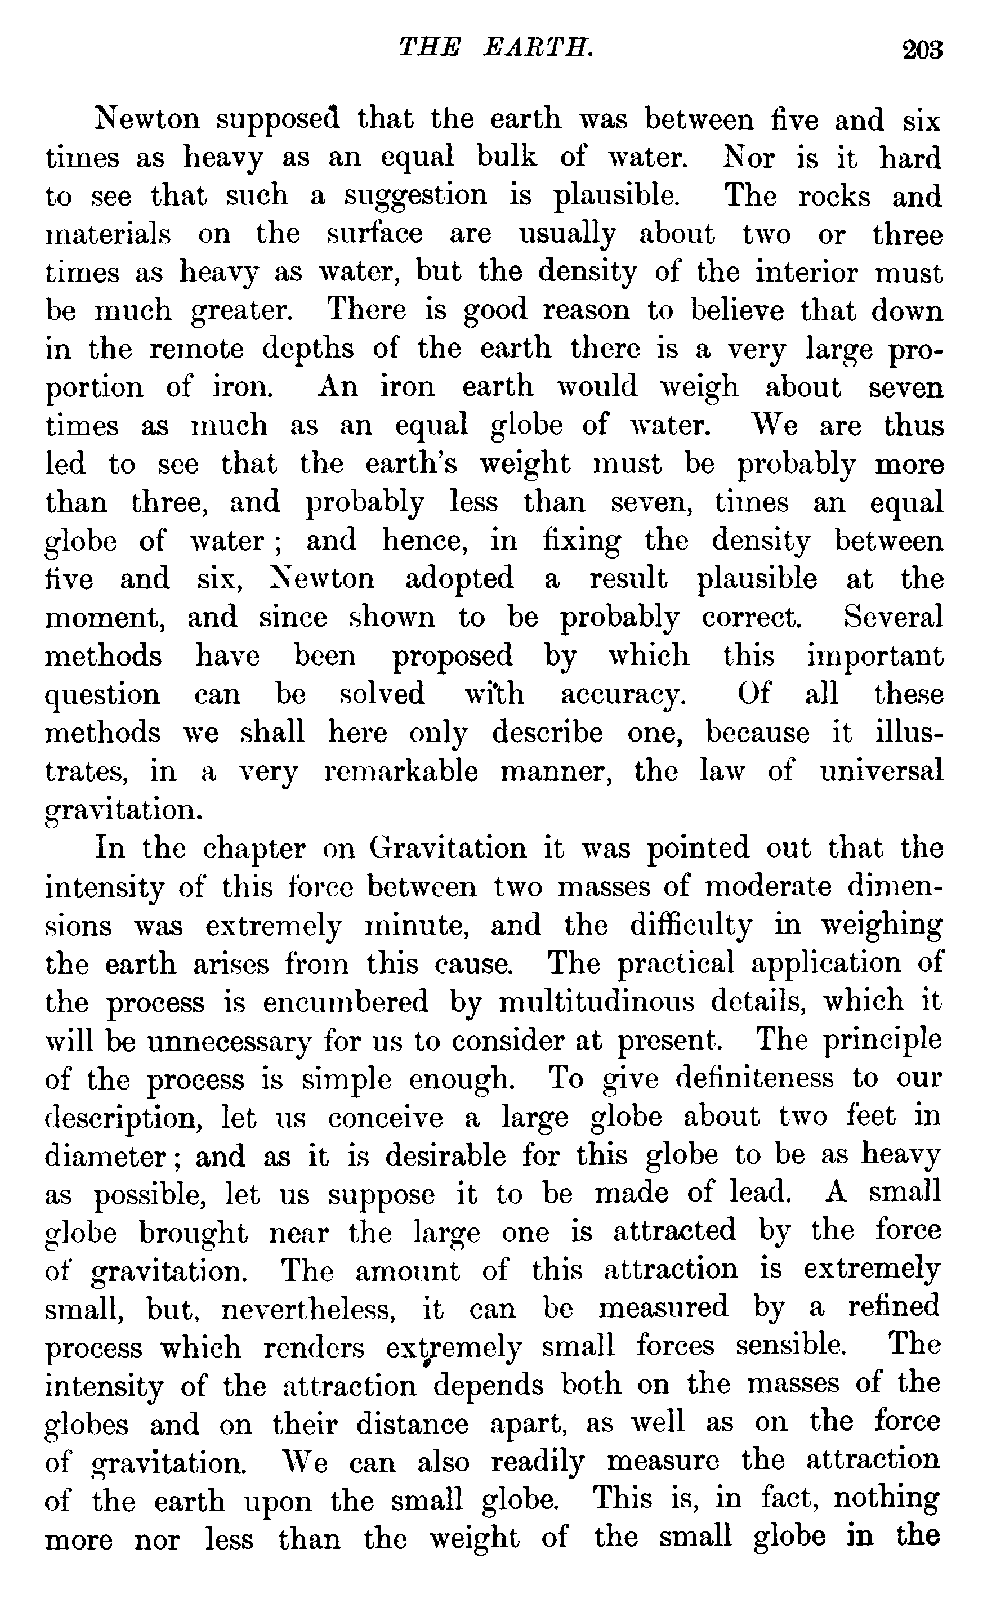 THE EARTH. 203
Newton supposed that the earth was between five and six
times as heavy as an equal bulk of water. Nor is it hard
to see that such a suggestion is plausible. The rocks and
materials on the surface are usually about two or three
times as heavy as water, but the density of the interior must
be much greater. There is good reason to believe that down
in the remote depths of the earth there is a very large pro-
portion of iron. An iron earth would weigh about seven
times as much as an equal globe of water. We are thus
led to see that the earth's weight must be probably more
than three, and probably less than seven, times an equal
globe of water; and hence, in fixing the density between
five and six, Newton adopted a result plausible at the
moment, and since shown to be probably correct. Several
methods have been proposed by which this important
question can be solved with accuracy. Of all these
methods we shall here only describe one, because it illus-
trates, in a very remarkable manner, the law of universal
gravitation.
In the chapter on Gravitation it was pointed out that the
intensity of this force between two masses of moderate dimen-
sions was extremely minute, and the difficulty in weighing
the earth arises from this cause. The practical application of
the process is encumbered by multitudinous details, which it
will be unnecessary for us to consider at present. The principle
of the process is simple enough. To give definiteness to our
description, let us conceive a large globe about two feet in
diameter; and as it is desirable for this globe to be as heavy
as possible, let us suppose it to be made of lead. A small
globe brought near the large one is attracted by the force
of gravitation. The amount of this attraction is extremely
small, but, nevertheless, it can be measured by a refined
process which renders extremely small forces sensible. The
intensity of the attraction depends both on the masses of the
globes and on their distance apart, as well as on the force
of gravitation. We can also readily measure the attraction
of the earth upon the small globe. This is, in fact, nothing
more nor less than the weight of the small globe in the